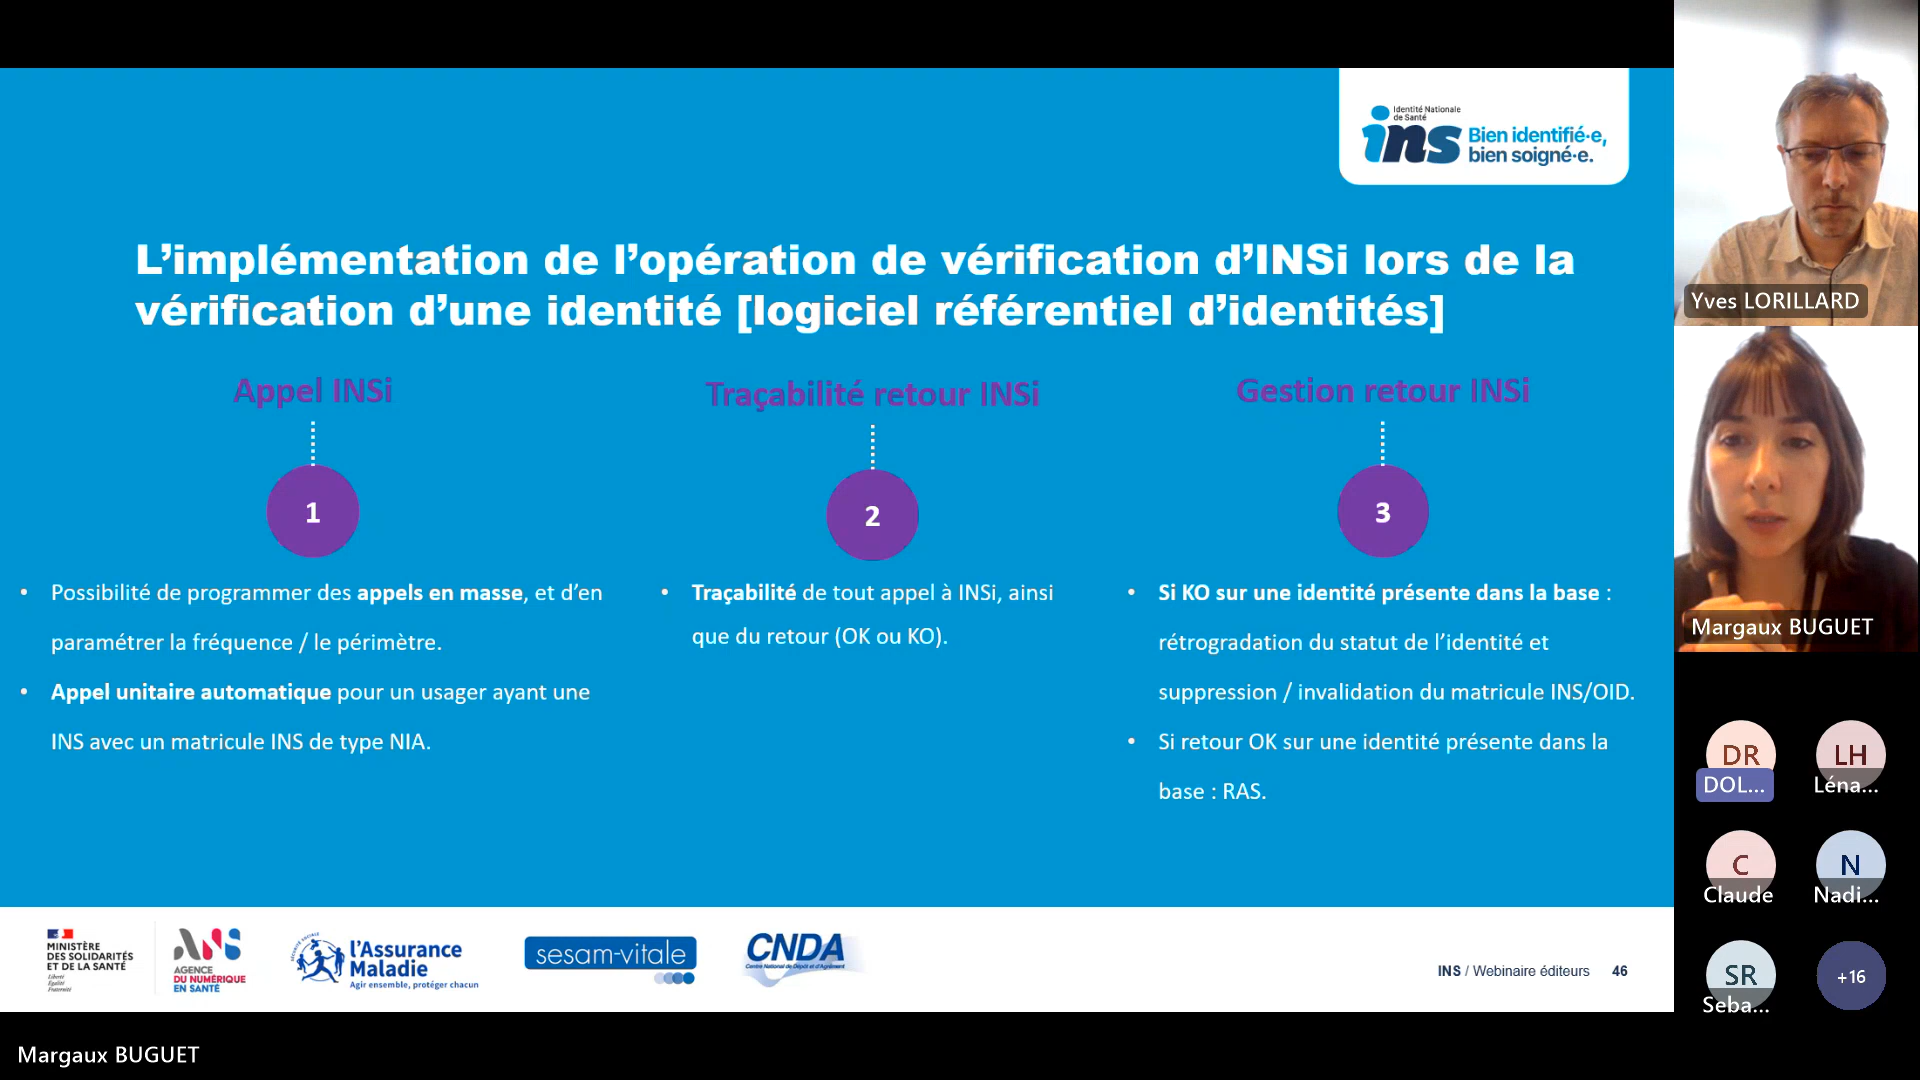 Identité Nationale
de Santé
ins
Bien identifié·e,
bien soigné·e.
L’implémentation de l’opération de vérification d’INSi lors de la
vérification d’une identité [logiciel référentiel d’identités]
Appel INSi
1
• Possibilité de programmer des appels en masse, et d’en
paramétrer la fréquence / le périmètre.
• Appel unitaire automatique pour un usager ayant une
INS avec un matricule INS de type NIA.
Traçabilité retour INSi
2
• Traçabilité de tout appel à INSi, ainsi
que du retour (OK ou KO).
Gestion retour INSi
3
• Si KO sur une identité présente dans la base :
rétrogradation du statut de l’identité et
suppression / invalidation du matricule INS/OID.
• Si retour OK sur une identité présente dans la
base : RAS.
MINISTÈRE
DES SOLIDARITÉS
ET DE LA SANTÉ
Liberté
Égalité
Fraternité
ANS
AGENCE
DU NUMÉRIQUE
EN SANTÉ
SÉCURITÉ SOCIALE
l’Assurance
Maladie
Agir ensemble, protéger chacun
sesam-vitale
CNDA
Centre National de Dépôt et d'Agrément
INS / Webinaire éditeurs 46
Yves LORILLARD
Margaux BUGUET
DR
DOL...
LH
Léna...
C
Claude
N
Nadi...
SR
Seba...
+16
Margaux BUGUET